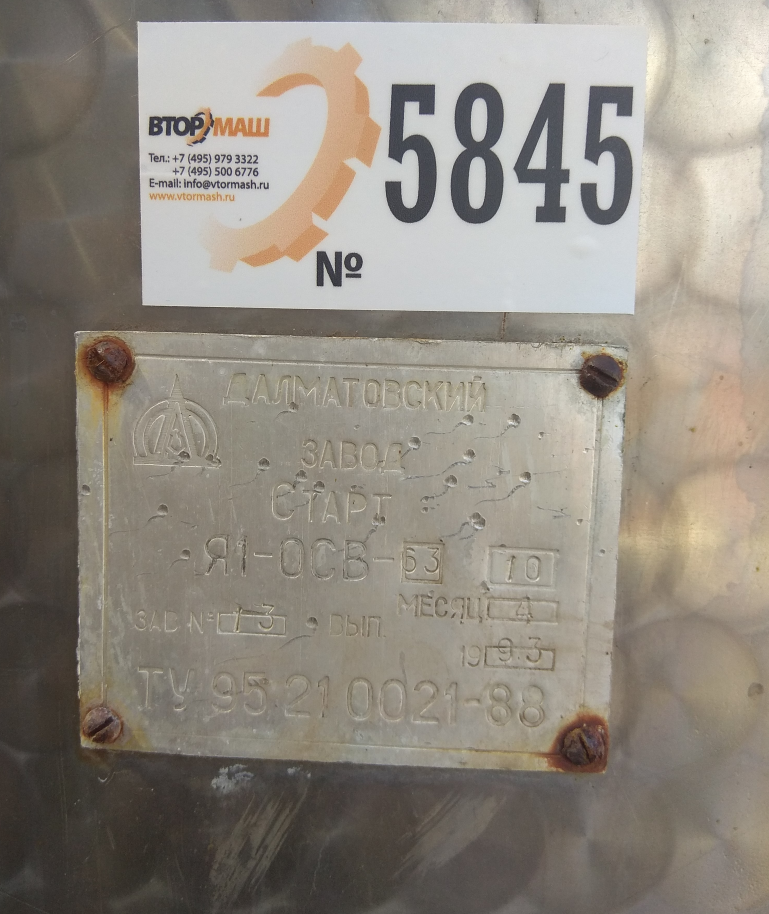 ВТОРМАШ
Тел.: +7 (495) 979 3322
+7 (495) 500 6776
E-mail: info@vtormash.ru
www.vtormash.ru
№ 5845
ДАЛМАТОВСКИЙ
ЗАВОД
СТАРТ
Я1-ОСВ-63 10
ЗАВ № 13 ВЫП. МЕСЯЦ 4
1993
ТУ 95 21 0021-88